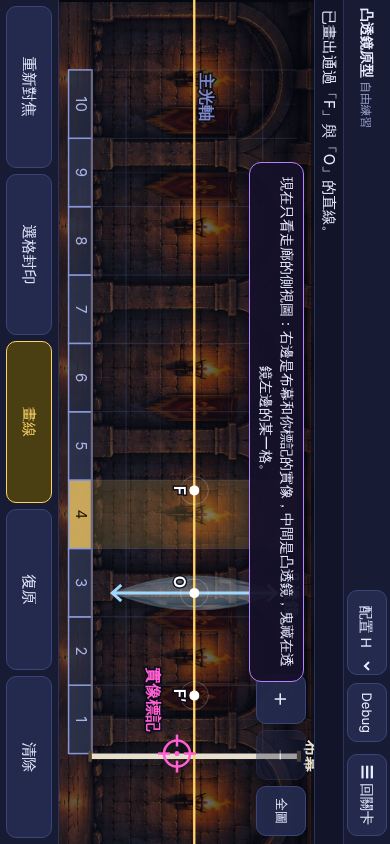 凸透鏡原型 自由練習
配置 H
Debug
回關卡
已畫出通過「F」與「O」的直線。
現在只看走廊的側視圖：右邊是布幕和你標記的實像，中間是凸透鏡，鬼藏在透
鏡左邊的某一格。
+
−
全圖
布幕
主光軸
F
O
F'
實像標記
10 9 8 7 6 5 4 3 2 1
重新對焦
選格封印
畫線
復原
清除